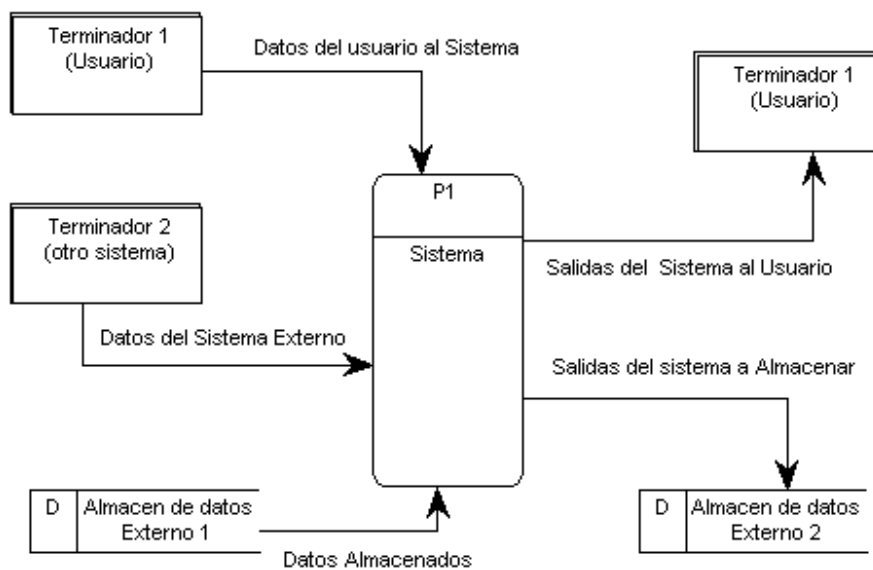 Terminador 1
(Usuario)
Datos del usuario al Sistema
Terminador 1
(Usuario)
P1
Sistema
Terminador 2
(otro sistema)
Salidas del Sistema al Usuario
Datos del Sistema Externo
Salidas del sistema a Almacenar
D
Almacen de datos
Externo 1
Datos Almacenados
D
Almacen de datos
Externo 2